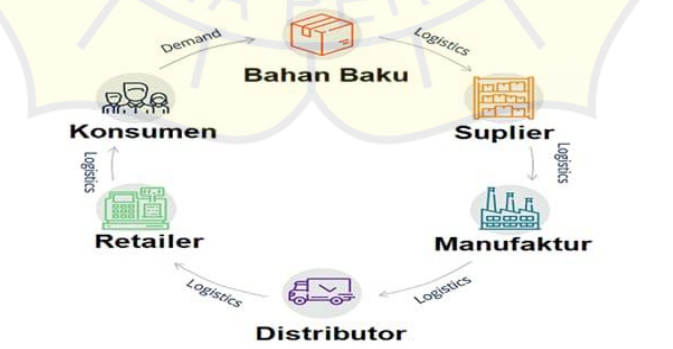 Demand
Logistics
Bahan Baku
Konsumen
Suplier
Logistics
Logistics
Retailer
Manufaktur
Logistics
Logistics
Distributor